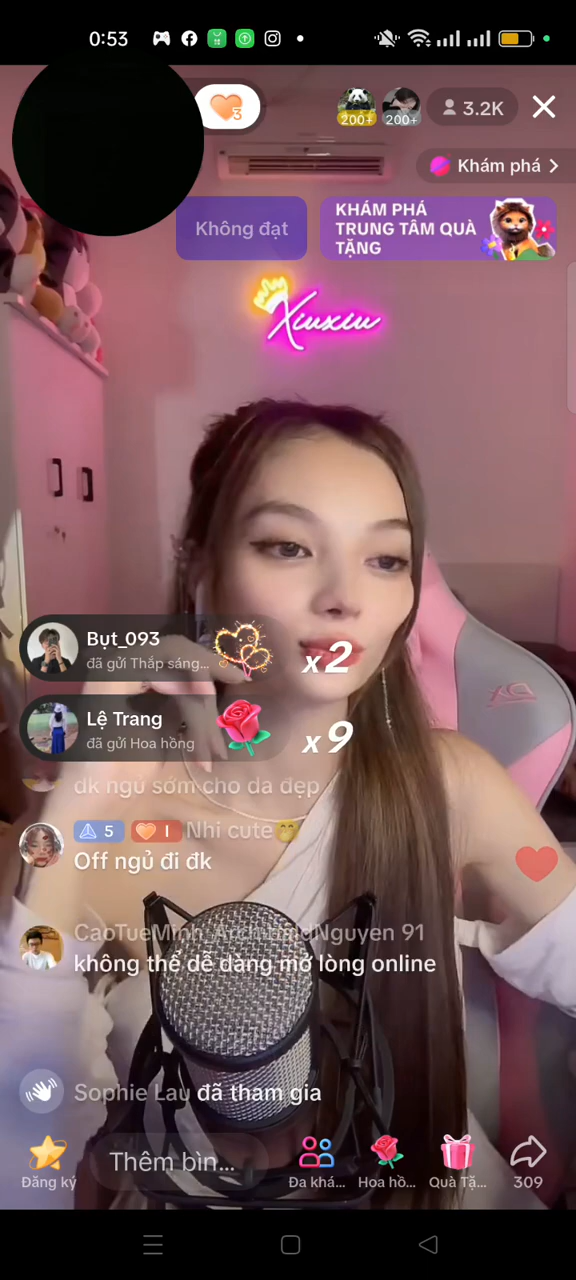 0:53
3
200+
200+
3.2K
Khám phá
Không đạt
KHÁM PHÁ
TRUNG TÂM QUÀ
TẶNG
Xiuxiu
Bụt_093
đã gửi Thắp sáng...
x2
Lệ Trang
đã gửi Hoa hồng
x9
dk ngủ sớm cho da đẹp
5
I
Nhi cute
Off ngủ đi đk
CaoTueMinh_ArchibaldNguyen 91
không thể dễ dàng mở lòng online
Sophie Lau đã tham gia
Đăng ký
Thêm bìn...
Đa khá...
Hoa hồ...
Quà Tặ...
309